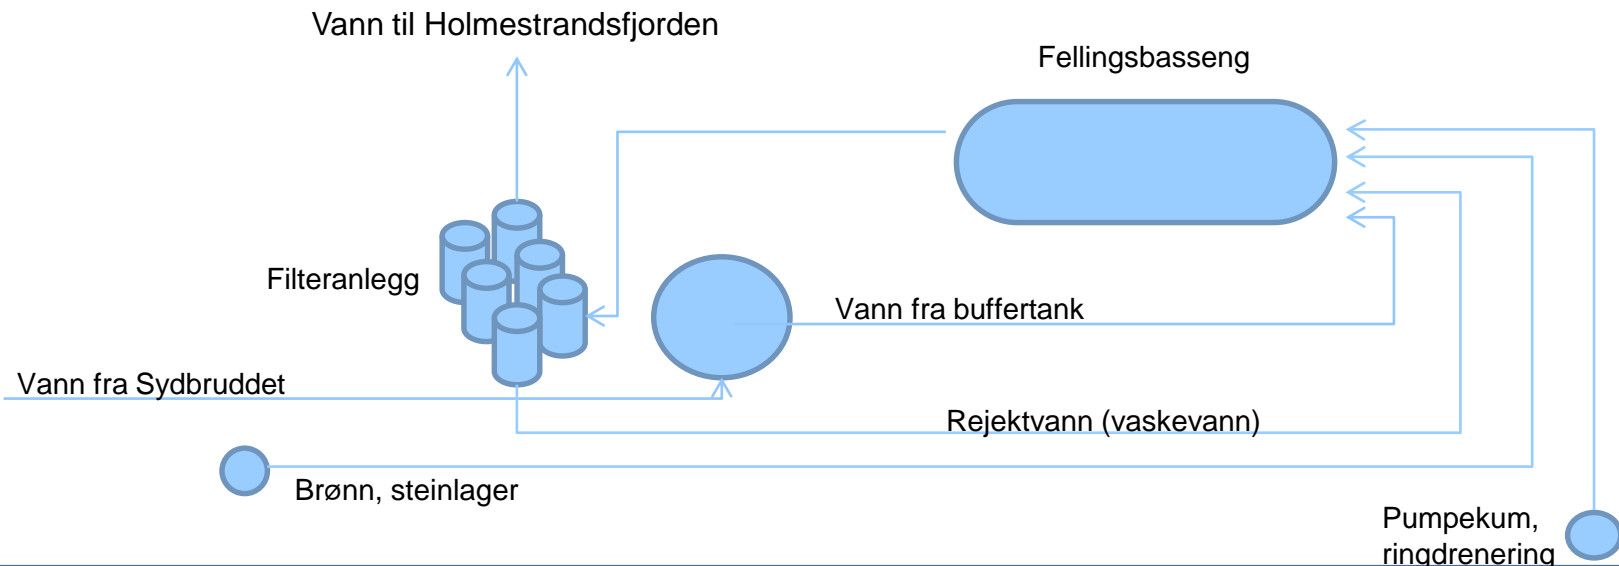 Vann til Holmestrandsfjorden
Fellingsbasseng
Filteranlegg
Vann fra buffertank
Vann fra Sydbruddet
Rejektvann (vaskevann)
Brønn, steinlager
Pumpekum,
ringdrenering